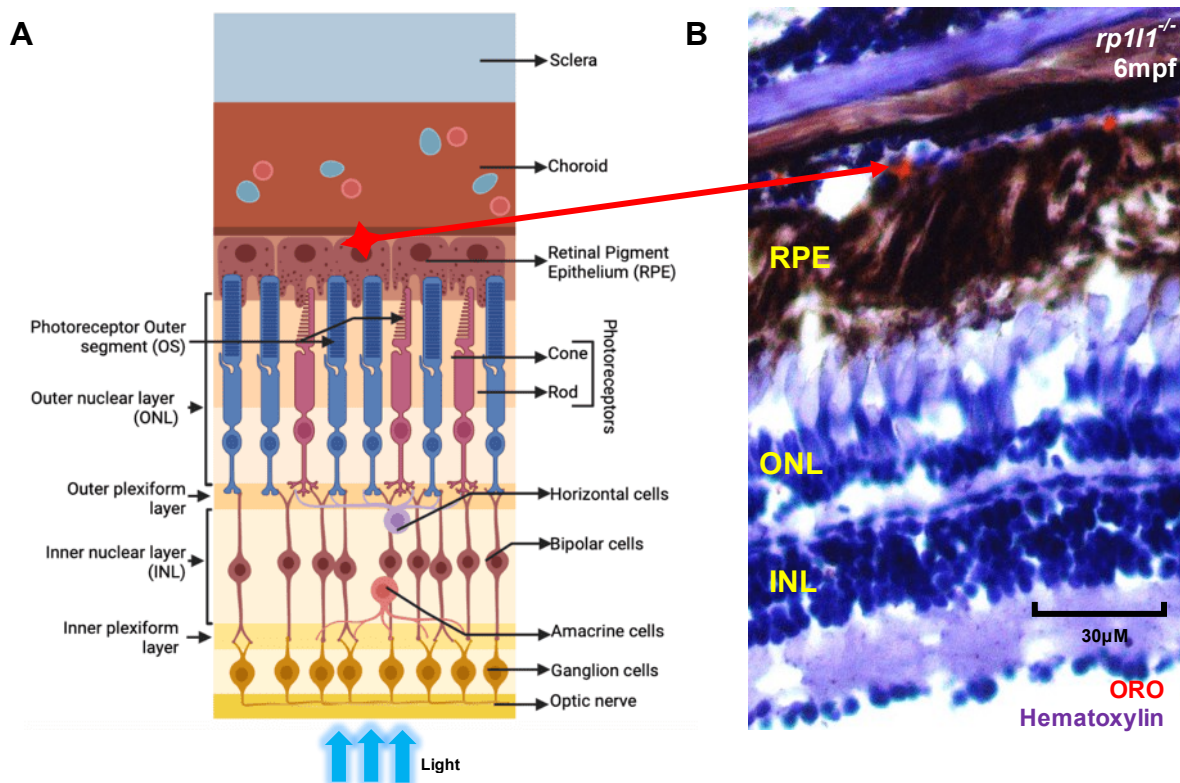 A
Sclera
Choroid
Retinal Pigment
Epithelium (RPE)
Photoreceptor Outer
segment (OS)
Cone
Rod
Photoreceptors
Outer nuclear layer
(ONL)
Outer plexiform
layer
Horizontal cells
Bipolar cells
Inner nuclear layer
(INL)
Amacrine cells
Inner plexiform
layer
Ganglion cells
Optic nerve
Light
B
rp1l1-/-
6mpf
RPE
ONL
INL
30µM
ORO
Hematoxylin